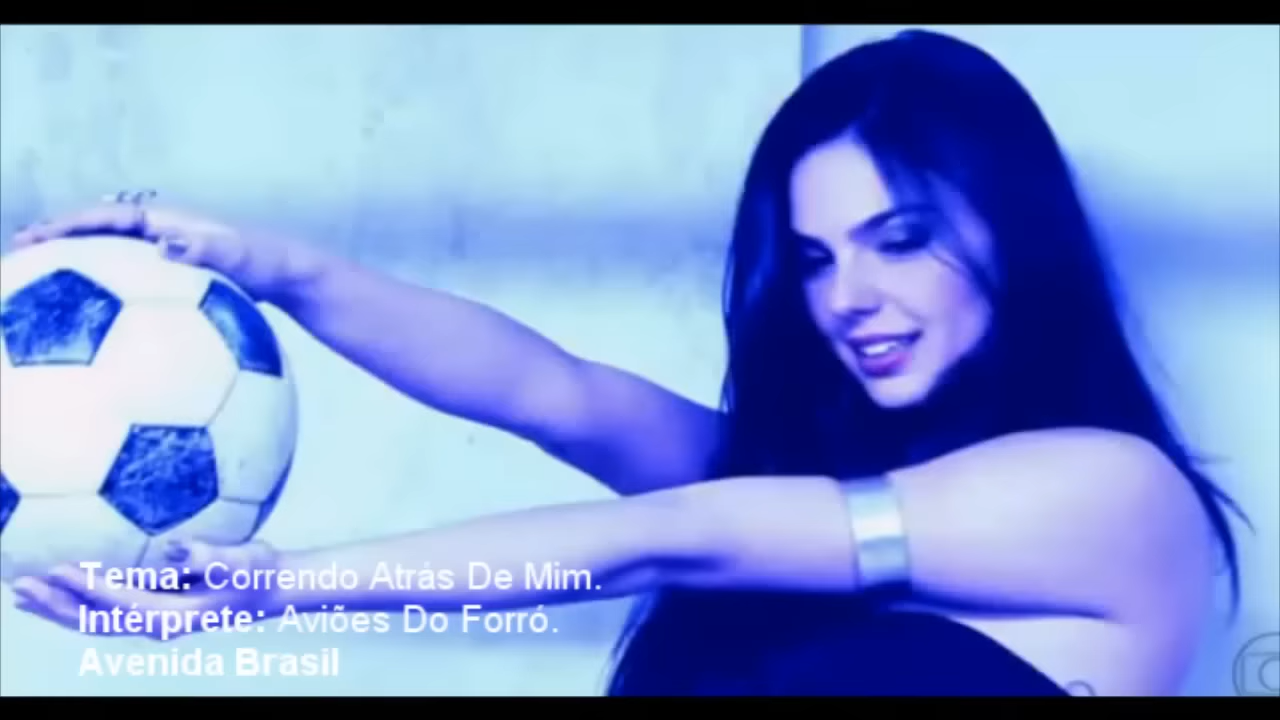 Tema: Correndo Atrás De Mim.
Intérprete: Aviões Do Forró.
Avenida Brasil